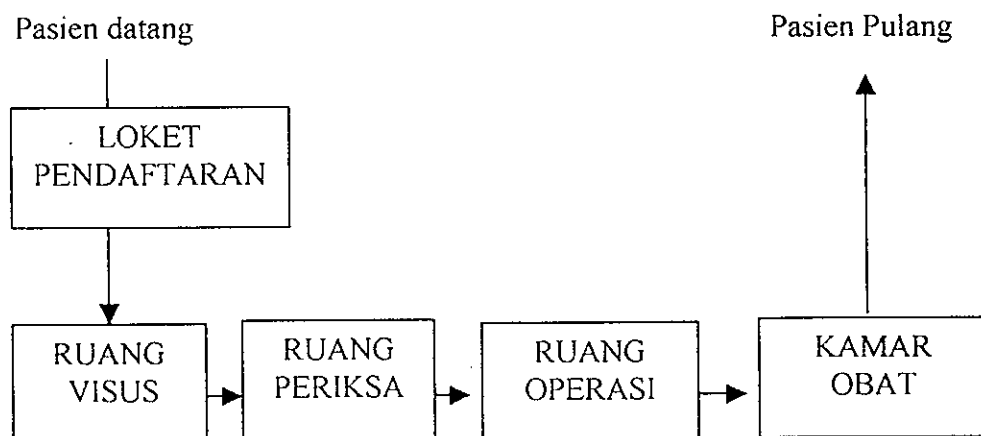 Pasien datang
Pasien Pulang
LOKET
PENDAFTARAN
RUANG
VISUS
RUANG
PERIKSA
RUANG
OPERASI
KAMAR
OBAT